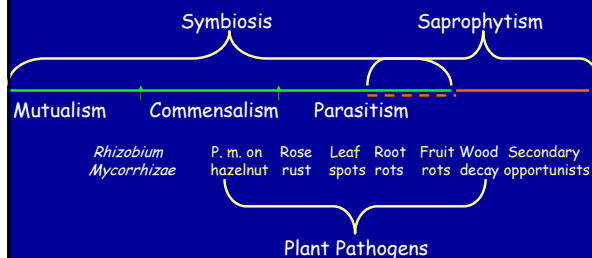 Symbiosis Saprophytism
Mutualism Commensalism Parasitism
Rhizobium P. m. on Rose Leaf Root Fruit Wood Secondary
Mycorrhizae hazelnut rust spots rots rots decay opportunists
Plant Pathogens